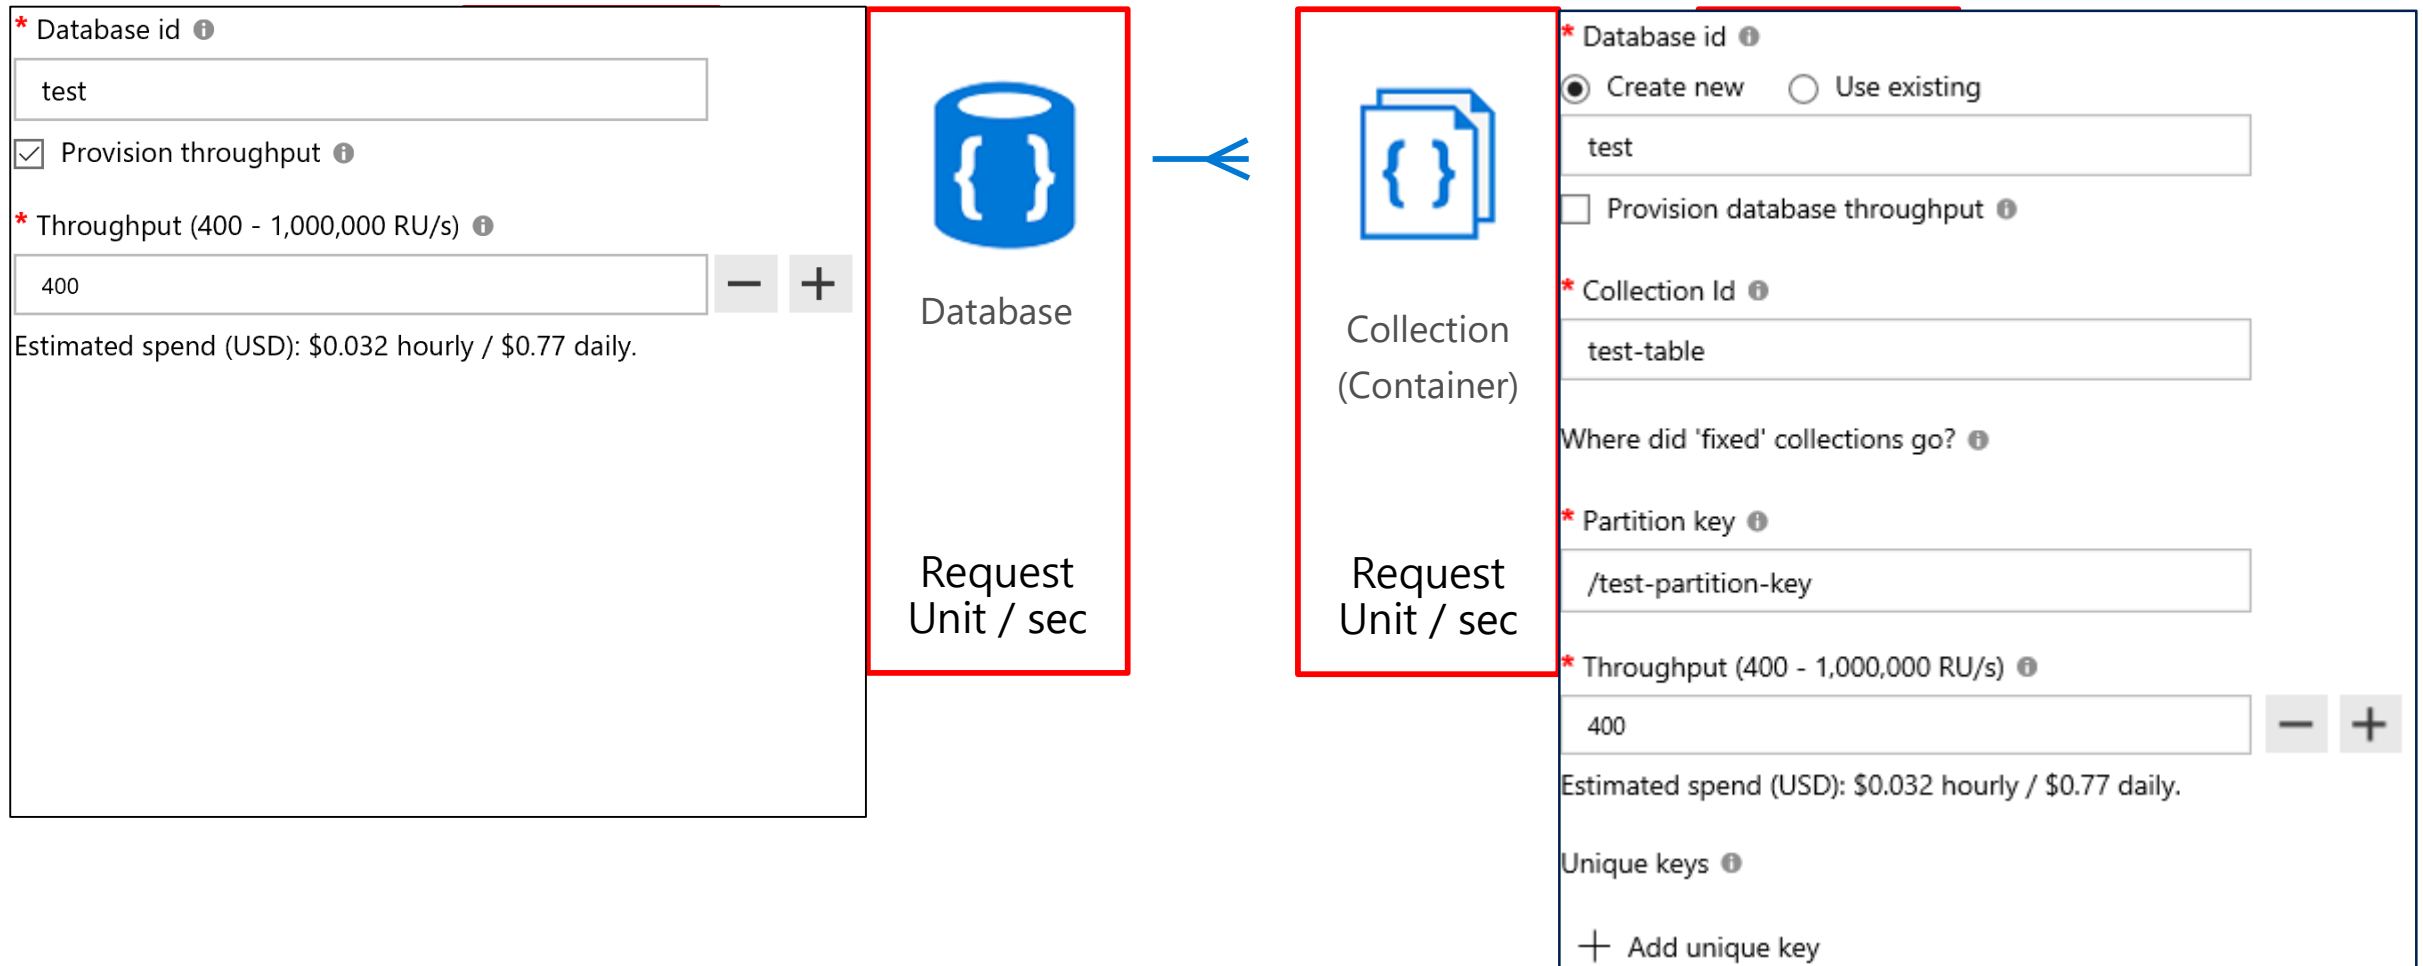 * Database id
test
Provision throughput
* Throughput (400 - 1,000,000 RU/s)
400
Estimated spend (USD): $0.032 hourly / $0.77 daily.
{ }
Database
Request
Unit / sec
{ }
Collection
(Container)
Request
Unit / sec
* Database id
Create new Use existing
test
Provision database throughput
* Collection Id
test-table
Where did 'fixed' collections go?
* Partition key
/test-partition-key
* Throughput (400 - 1,000,000 RU/s)
400
Estimated spend (USD): $0.032 hourly / $0.77 daily.
Unique keys
+ Add unique key